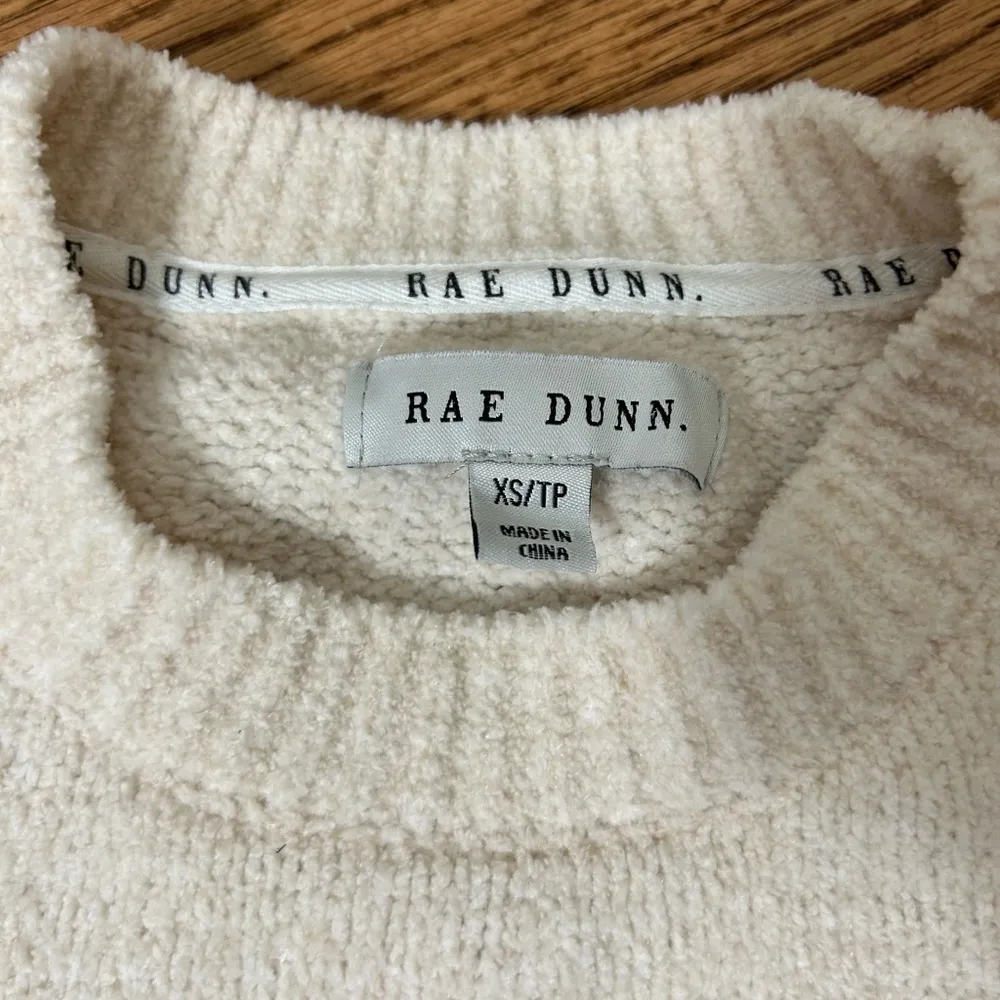 E DUNN. RAE DUNN. RAE D
RAE DUNN.
XS/TP
MADE IN
CHINA